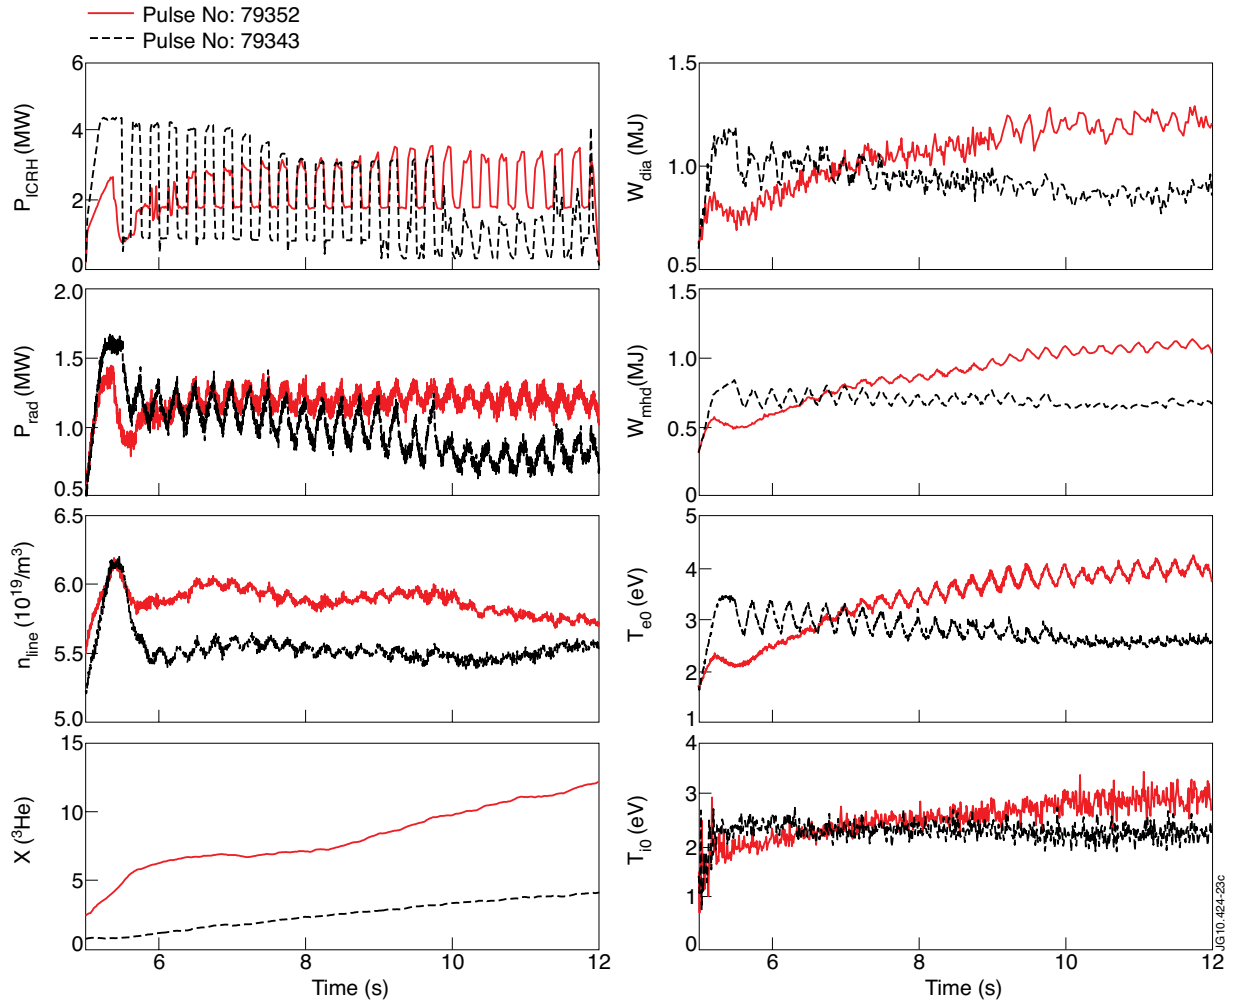 Pulse No: 79352
Pulse No: 79343
6
4
2
0
P_ICRH (MW)
1.5
1.0
0.5
W_dia (MJ)
2.0
1.5
1.0
0.5
P_rad (MW)
1.5
1.0
0.5
0
W_mhd(MJ)
6.5
6.0
5.5
5.0
n_line (10^19/m^3)
5
4
3
2
1
T_e0 (eV)
15
10
5
0
X (^3He)
4
3
2
1
0
T_i0 (eV)
6 8 10 12
Time (s)
6 8 10 12
Time (s)
JG10.424-23c